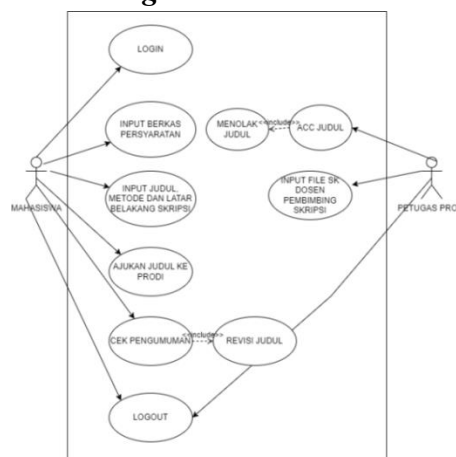 LOGIN
INPUT BERKAS
PERSYARATAN
MENOLAK
JUDUL
<<include>>
ACC JUDUL
INPUT JUDUL,
METODE DAN LATAR
BELAKANG SKRIPSI
INPUT FILE SK
DOSEN
PEMBIMBING
SKRIPSI
MAHASISWA
PETUGAS PRO
AJUKAN JUDUL KE
PRODI
CEK PENGUMUMAN
<<include>>
REVISI JUDUL
LOGOUT